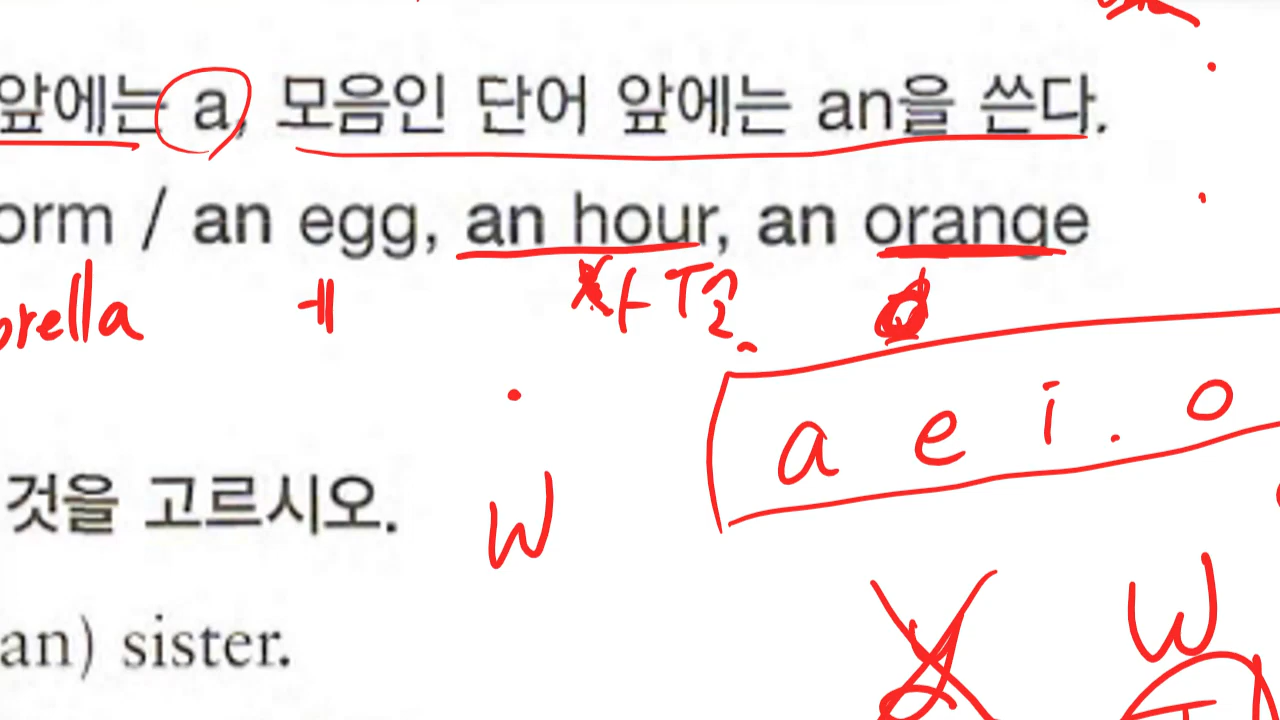 앞에는 a, 모음인 단어 앞에는 an을 쓴다.
orm / an egg, an hour, an orange
orella ㅔ ㅏ ㅜ
a e i . o
것을 고르시오. W
W
an) sister.